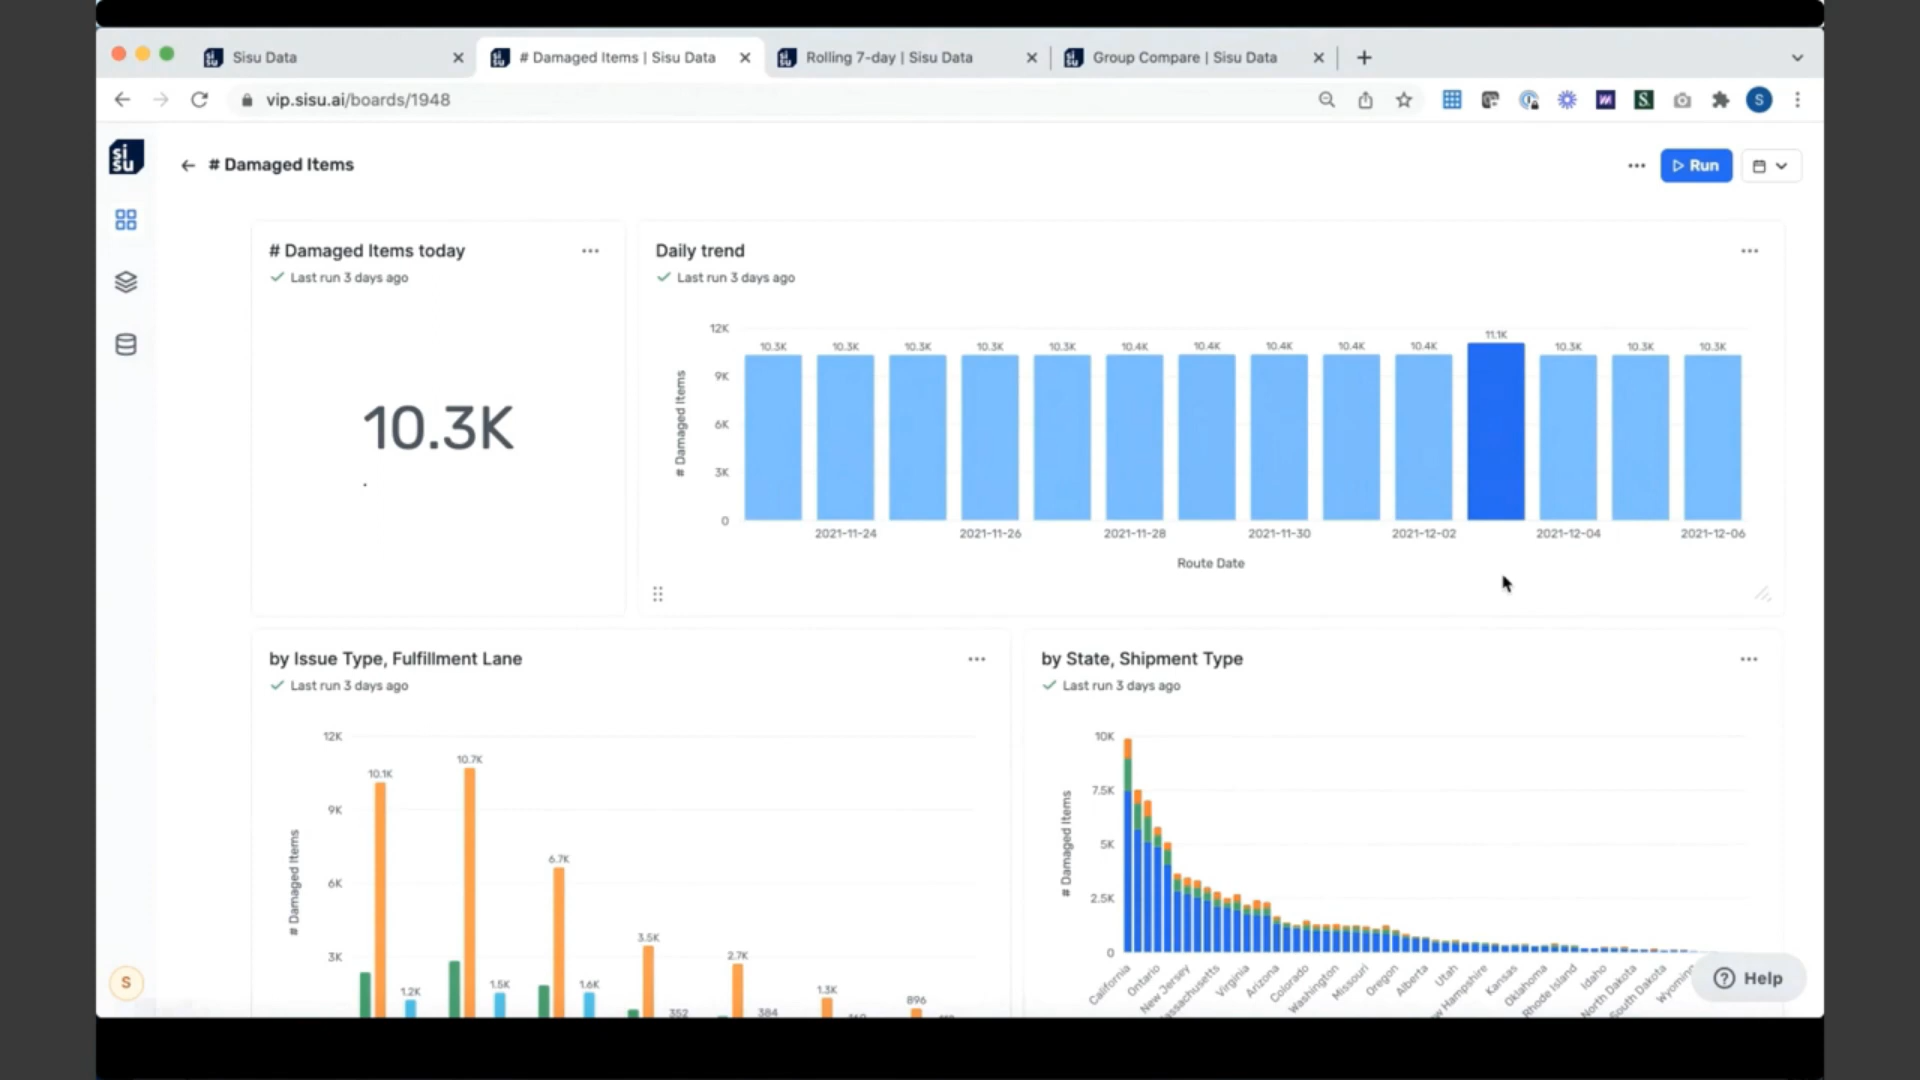 Sisu Data
# Damaged Items | Sisu Data
Rolling 7-day | Sisu Data
Group Compare | Sisu Data
vip.sisu.ai/boards/1948
S
si
su
# Damaged Items
Run
# Damaged Items today
Last run 3 days ago
10.3K
.
Daily trend
Last run 3 days ago
# Damaged Items
12K
9K
6K
3K
0
10.3K 10.3K 10.3K 10.3K 10.3K 10.4K 10.4K 10.4K 10.4K 10.4K 11.1K 10.3K 10.3K 10.3K
2021-11-24 2021-11-26 2021-11-28 2021-11-30 2021-12-02 2021-12-04 2021-12-06
Route Date
by Issue Type, Fulfillment Lane
Last run 3 days ago
# Damaged Items
12K
9K
6K
3K
10.1K 1.2K 10.7K 1.5K 6.7K 1.6K 3.5K 352 2.7K 384 1.3K 896
by State, Shipment Type
Last run 3 days ago
# Damaged Items
10K
7.5K
5K
2.5K
0
California Ontario New Jersey assachusetts Virginia Arizona Colorado Washington Missouri Oregon Alberta Utah w Hampshire Kansas Oklahoma Rhode Island Idaho North Dakota South Dakota Wyomin
Help
S